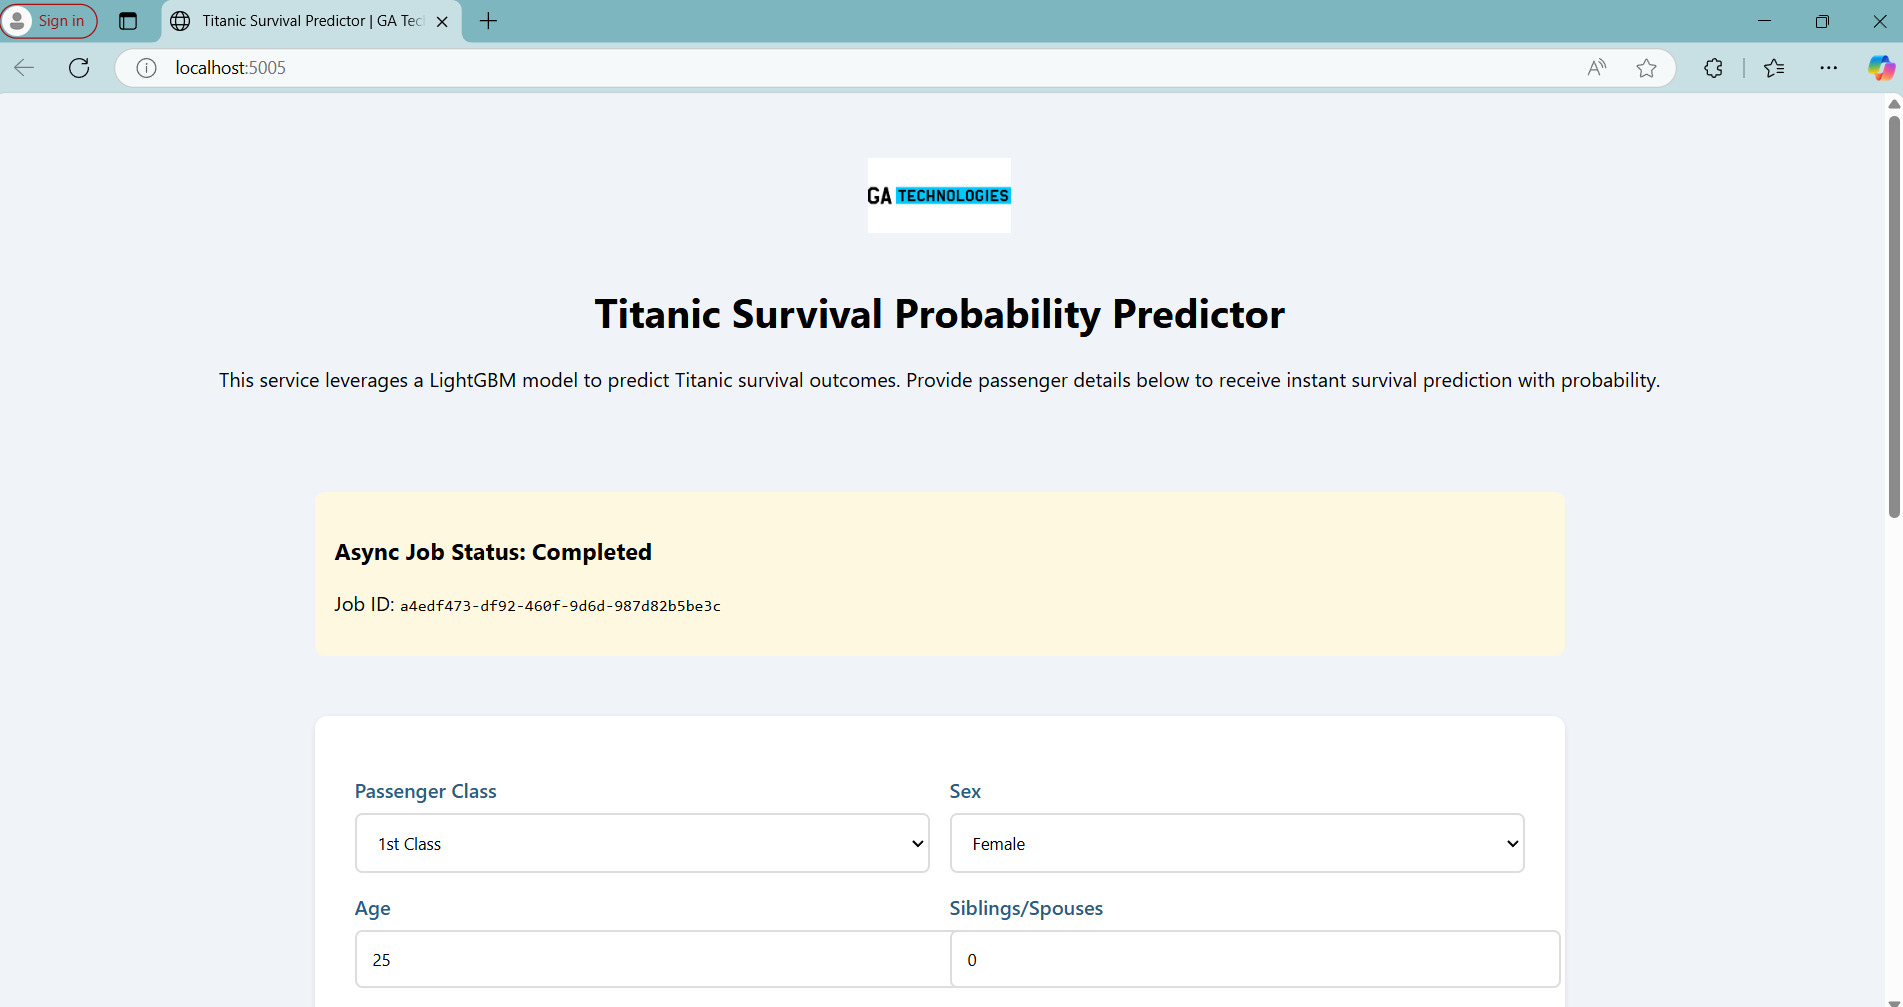 Sign in
Titanic Survival Predictor | GA Tec
localhost:5005
GA TECHNOLOGIES
Titanic Survival Probability Predictor
This service leverages a LightGBM model to predict Titanic survival outcomes. Provide passenger details below to receive instant survival prediction with probability.
Async Job Status: Completed
Job ID: a4edf473-df92-460f-9d6d-987d82b5be3c
Passenger Class
Sex
1st Class
Female
Age
Siblings/Spouses
25
0